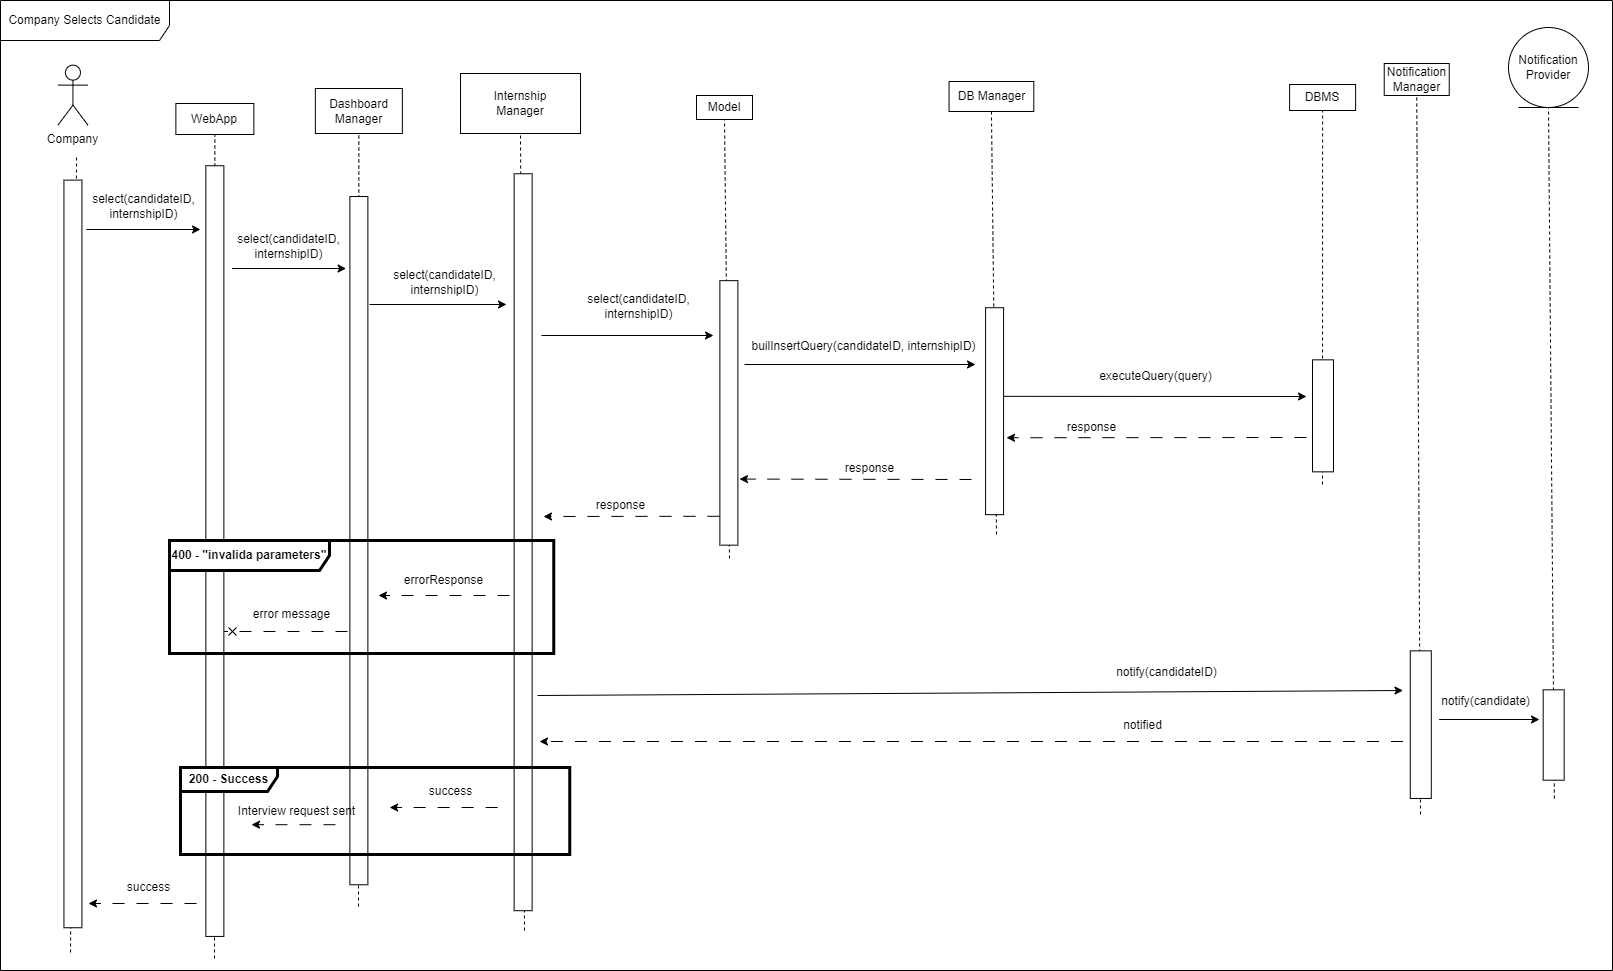 Company Selects Candidate
Company
WebApp
Dashboard
Manager
Internship
Manager
Model
DB Manager
DBMS
Notification
Manager
Notification
Provider
select(candidateID,
internshipID)
select(candidateID,
internshipID)
select(candidateID,
internshipID)
select(candidateID,
internshipID)
builInsertQuery(candidateID, internshipID)
executeQuery(query)
response
response
response
400 - "invalida parameters"
errorResponse
error message
notify(candidateID)
notify(candidate)
notified
200 - Success
success
Interview request sent
success